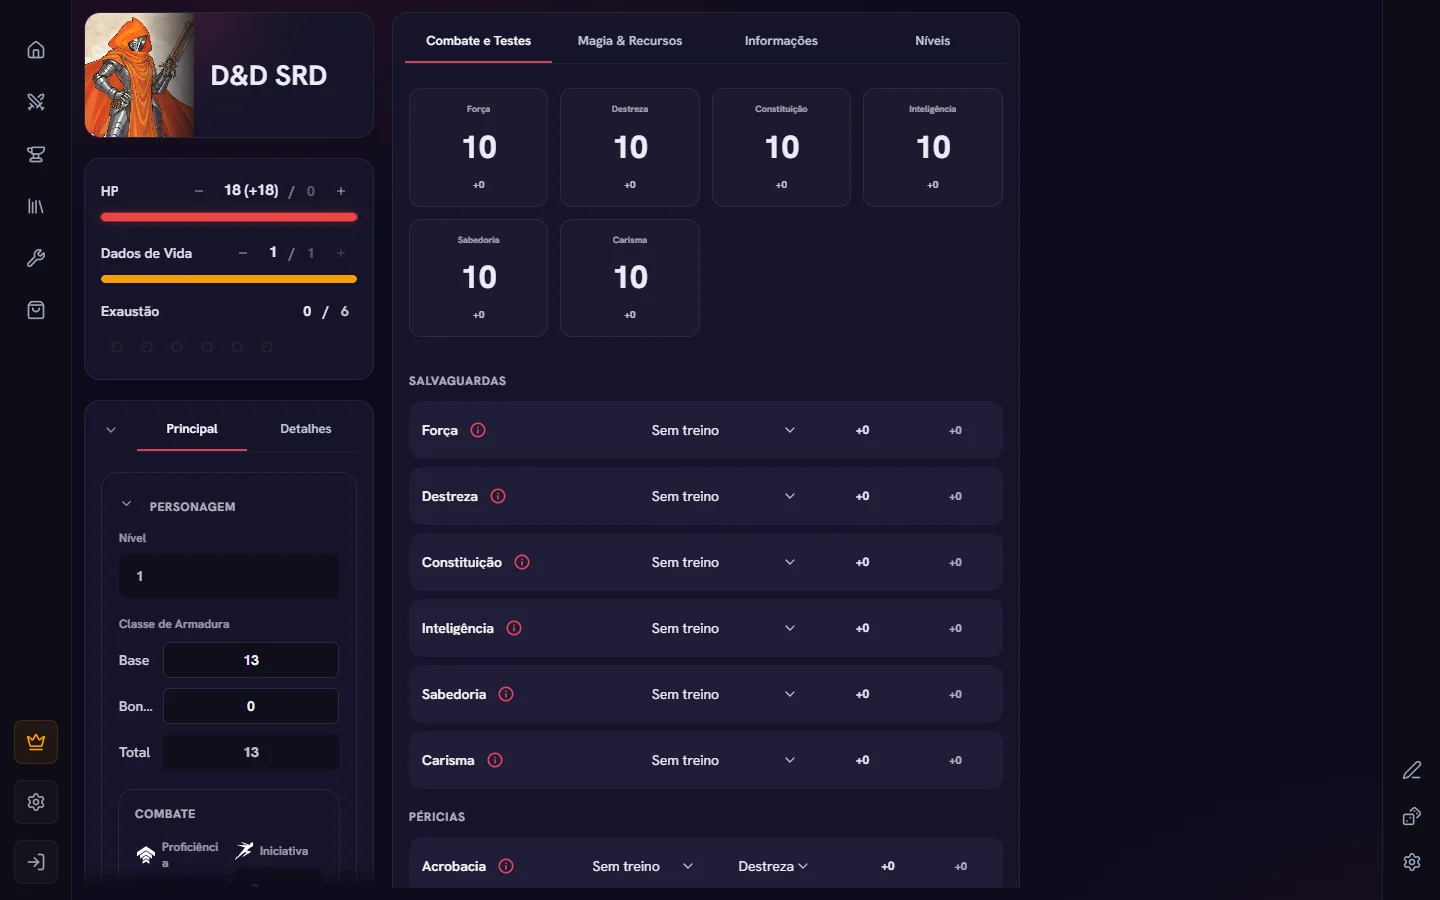 D&D SRD
HP − 18 (+18) / 0 +
Dados de Vida − 1 / 1 +
Exaustão 0 / 6
Principal Detalhes
PERSONAGEM
Nível
1
Classe de Armadura
Base 13
Bon... 0
Total 13
COMBATE
Proficiênci
a
Iniciativa
Combate e Testes Magia & Recursos Informações Níveis
Força Destreza Constituição Inteligência
10 10 10 10
+0 +0 +0 +0
Sabedoria Carisma
10 10
+0 +0
SALVAGUARDAS
Força Sem treino +0 +0
Destreza Sem treino +0 +0
Constituição Sem treino +0 +0
Inteligência Sem treino +0 +0
Sabedoria Sem treino +0 +0
Carisma Sem treino +0 +0
PÉRICIAS
Acrobacia Sem treino Destreza +0 +0